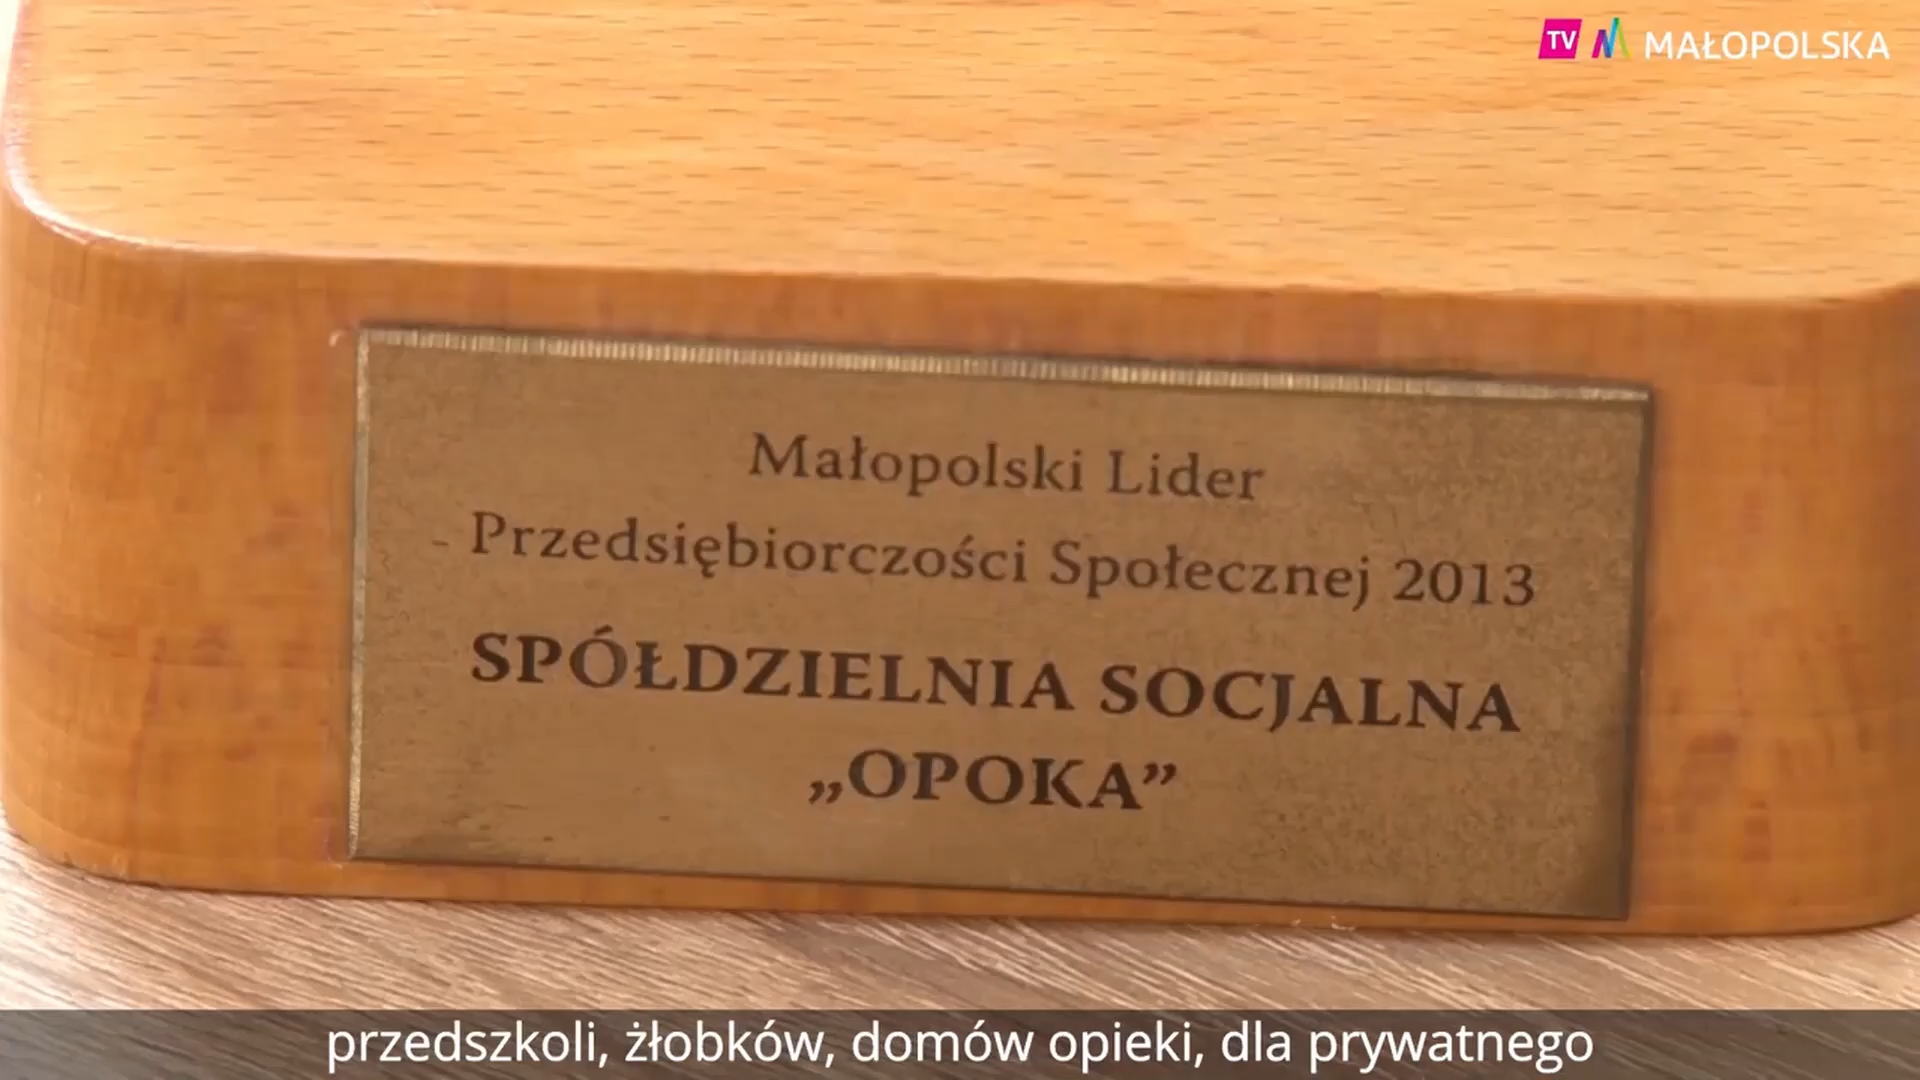 TV MAŁOPOLSKA
Małopolski Lider
Przedsiębiorczości Społecznej 2013
SPÓŁDZIELNIA SOCJALNA
„OPOKA”
przedszkoli, żłobków, domów opieki, dla prywatnego